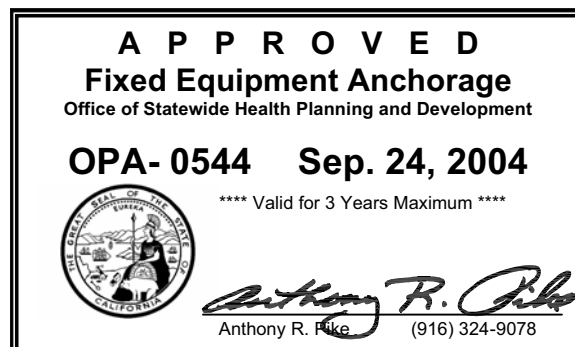 A P P R O V E D
Fixed Equipment Anchorage
Office of Statewide Health Planning and Development
OPA- 0544 Sep. 24, 2004
**** Valid for 3 Years Maximum ****
THE GREAT SEAL OF THE STATE OF CALIFORNIA
EUREKA
Anthony R. Pike
Anthony R. Pike (916) 324-9078